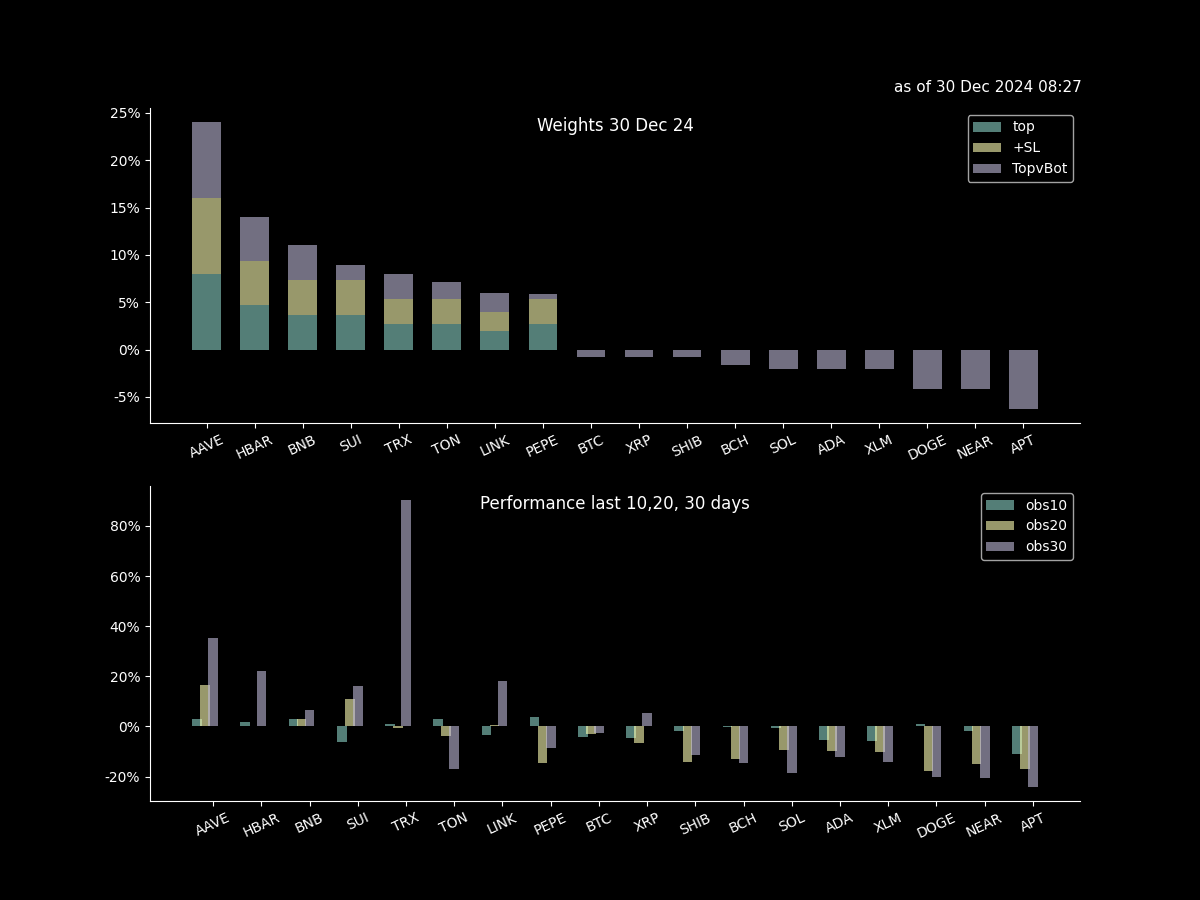 as of 30 Dec 2024 08:27
Weights 30 Dec 24
top
+SL
TopvBot
25%
20%
15%
10%
5%
0%
-5%
AAVE HBAR BNB SUI TRX TON LINK PEPE BTC XRP SHIB BCH SOL ADA XLM DOGE NEAR APT
Performance last 10,20, 30 days
obs10
obs20
obs30
80%
60%
40%
20%
0%
-20%
AAVE HBAR BNB SUI TRX TON LINK PEPE BTC XRP SHIB BCH SOL ADA XLM DOGE NEAR APT